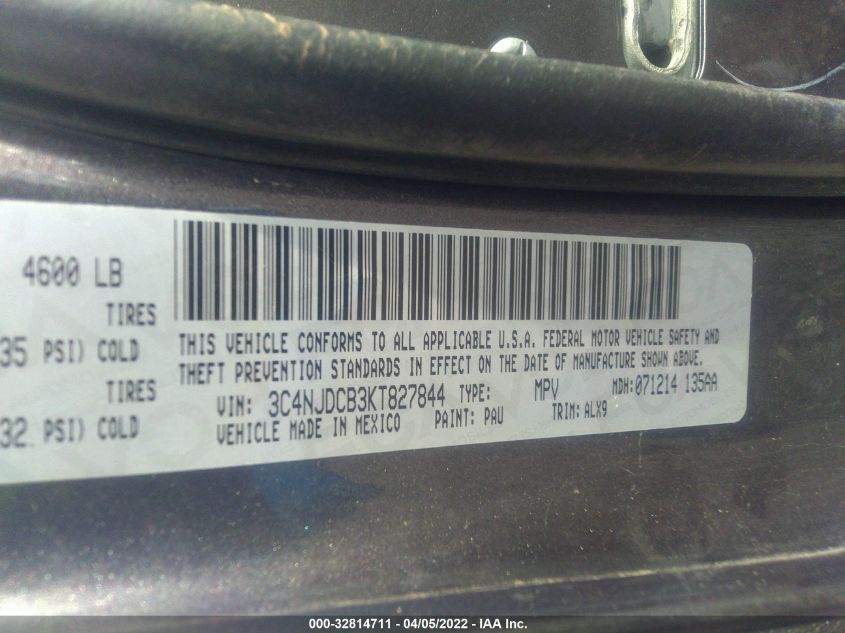 4600 LB
TIRES
35 PSI) COLD
TIRES
32 PSI) COLD
THIS VEHICLE CONFORMS TO ALL APPLICABLE U.S.A. FEDERAL MOTOR VEHICLE SAFETY AND
THEFT PREVENTION STANDARDS IN EFFECT ON THE DATE OF MANUFACTURE SHOWN ABOVE.
VIN: 3C4NJDCB3KT827844 TYPE: MPV MDH:071214 135AA
VEHICLE MADE IN MEXICO PAINT: PAU TRIM: ALX9
000-32814711 - 04/05/2022 - IAA Inc.